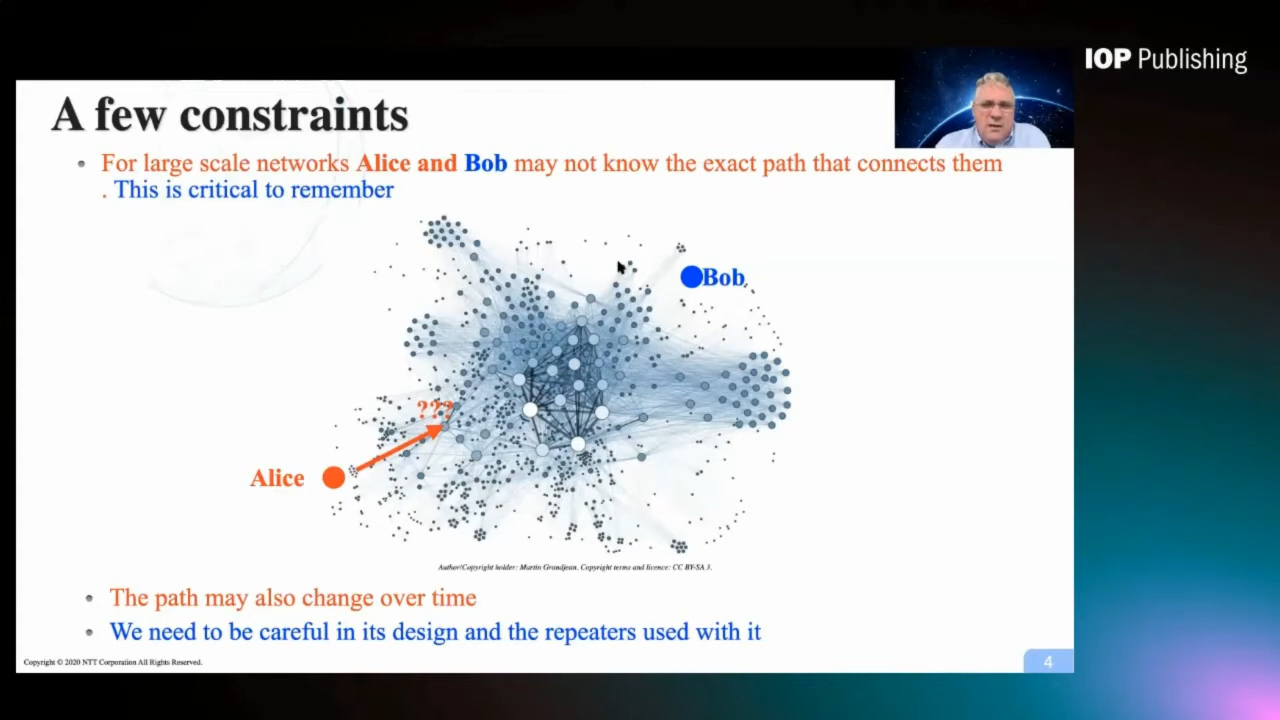 IOP Publishing
A few constraints
• For large scale networks Alice and Bob may not know the exact path that connects them
. This is critical to remember
Bob
???
Alice
Author/Copyright holder: Martin Grandjean. Copyright terms and licence: CC BY-SA 3.
• The path may also change over time
• We need to be careful in its design and the repeaters used with it
Copyright © 2020 NTT Corporation All Rights Reserved.
4